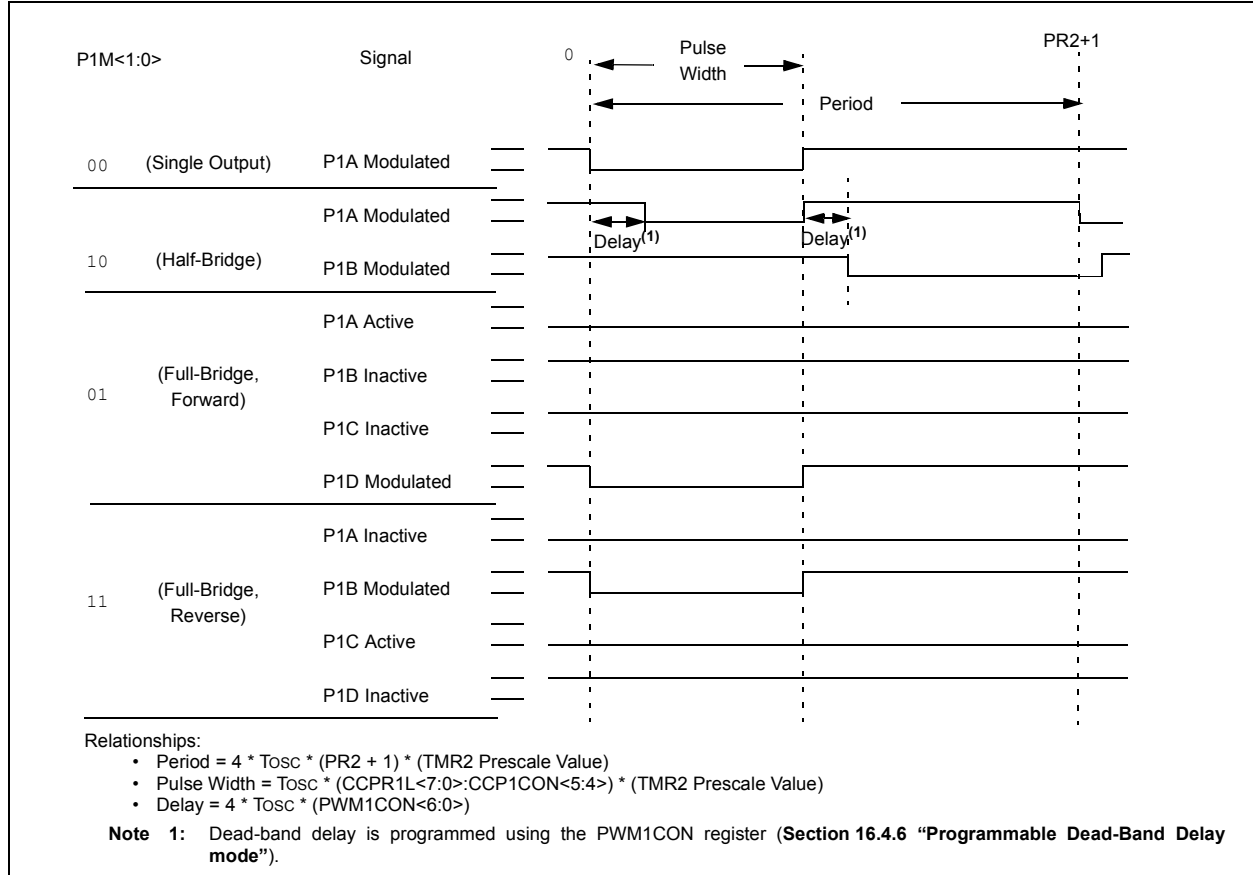 P1M<1:0> Signal 0 Pulse Width PR2+1
Period
00 (Single Output) P1A Modulated
P1A Modulated
Delay(1) Delay(1)
10 (Half-Bridge) P1B Modulated
P1A Active
01 (Full-Bridge, Forward) P1B Inactive
P1C Inactive
P1D Modulated
P1A Inactive
11 (Full-Bridge, Reverse) P1B Modulated
P1C Active
P1D Inactive
Relationships:
• Period = 4 * TOSC * (PR2 + 1) * (TMR2 Prescale Value)
• Pulse Width = TOSC * (CCPR1L<7:0>:CCP1CON<5:4>) * (TMR2 Prescale Value)
• Delay = 4 * TOSC * (PWM1CON<6:0>)
Note 1: Dead-band delay is programmed using the PWM1CON register (Section 16.4.6 “Programmable Dead-Band Delay
mode”).